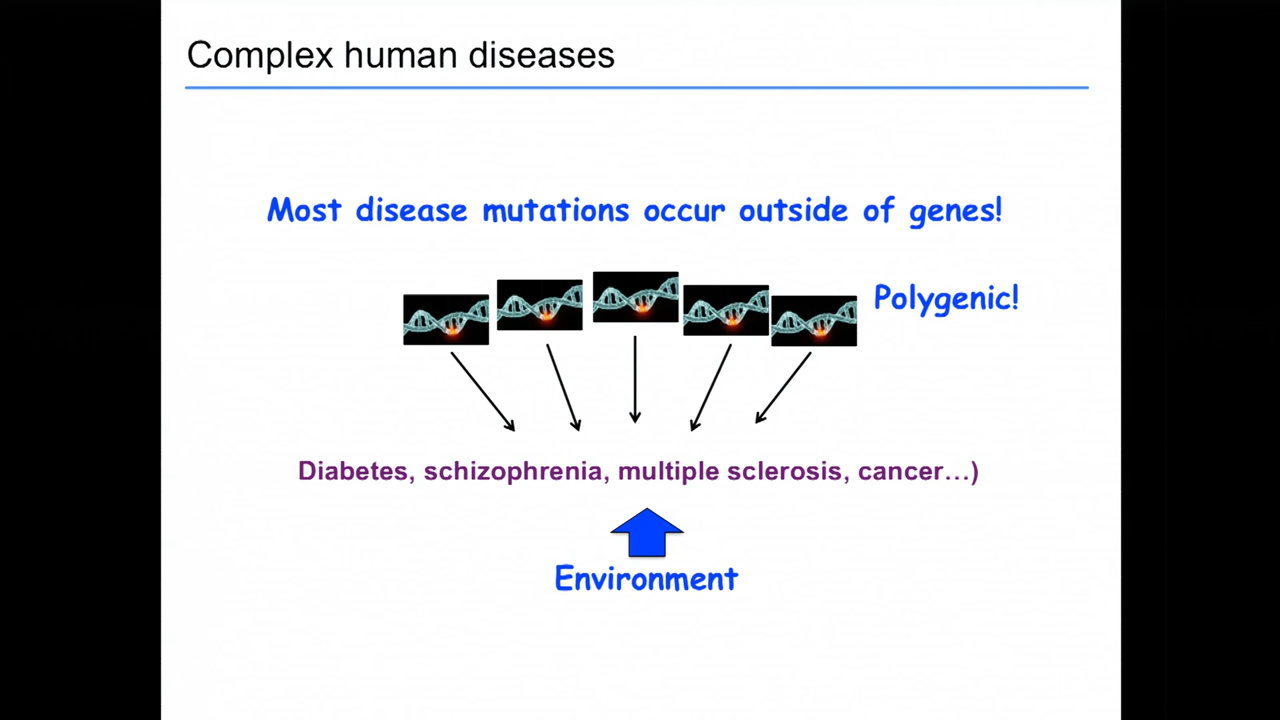 Complex human diseases
Most disease mutations occur outside of genes!
Polygenic!
Diabetes, schizophrenia, multiple sclerosis, cancer…)
Environment